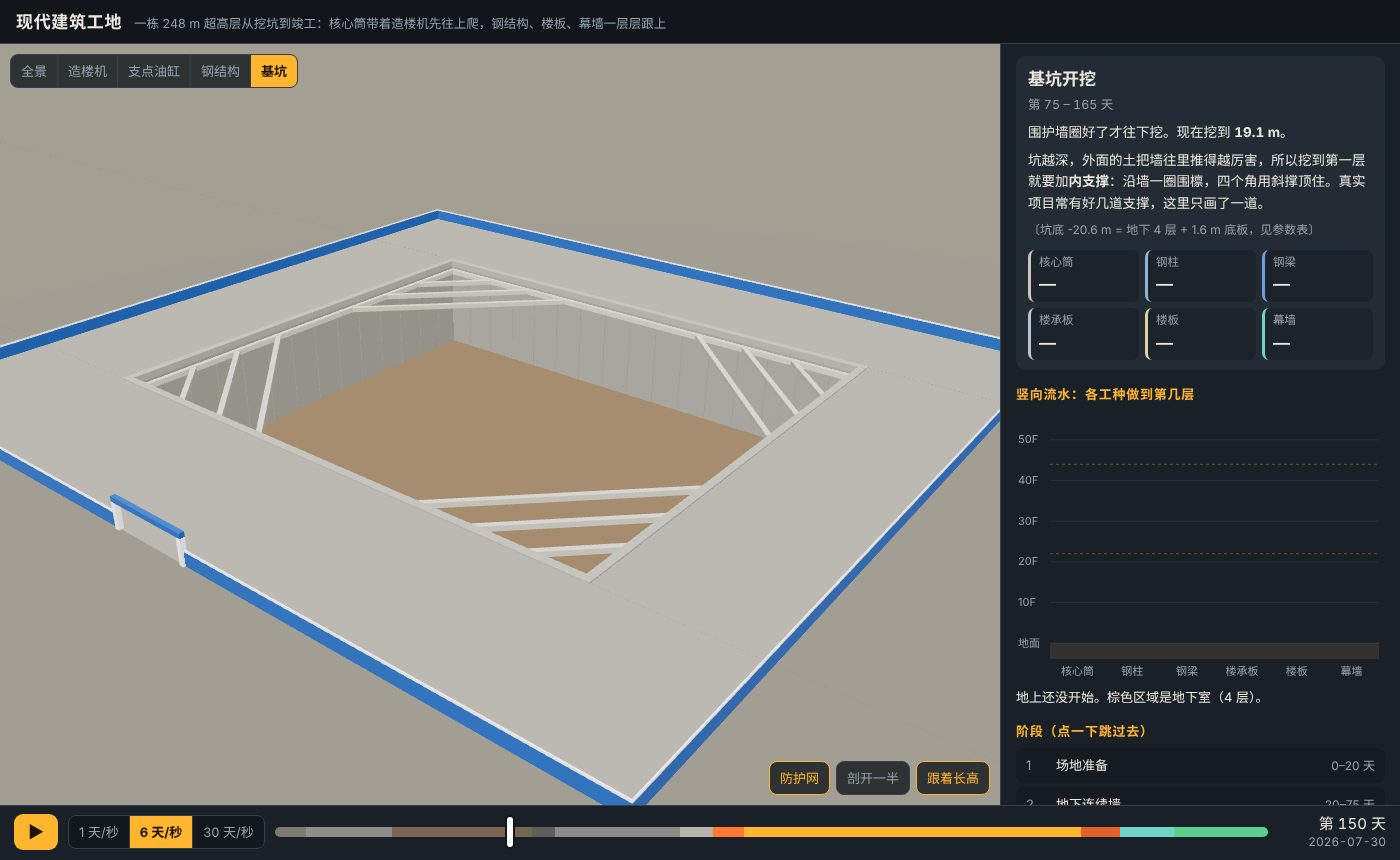 现代建筑工地 一栋 248 m 超高层从挖坑到竣工：核心筒带着造楼机先往上爬，钢结构、楼板、幕墙一层层跟上
全景 造楼机 支点油缸 钢结构 基坑
基坑开挖
第 75 – 165 天
围护墙圈好了才往下挖。现在挖到 19.1 m。
坑越深，外面的土把墙往里推得越厉害，所以挖到第一层
就要加内支撑：沿墙一圈围檩，四个角用斜撑顶住。真实
项目常有好几道支撑，这里只画了一道。
〔坑底 -20.6 m = 地下 4 层 + 1.6 m 底板，见参数表〕
核心筒 钢柱 钢梁
— — —
楼承板 楼板 幕墙
— — —
竖向流水：各工种做到第几层
50F
40F
30F
20F
10F
地面
核心筒 钢柱 钢梁 楼承板 楼板 幕墙
地上还没开始。棕色区域是地下室（4 层）。
阶段（点一下跳过去）
1 场地准备 0–20 天
2 地下连续墙 20–75 天
防护网 剖开一半 跟着长高
1 天/秒 6 天/秒 30 天/秒
第 150 天
2026-07-30